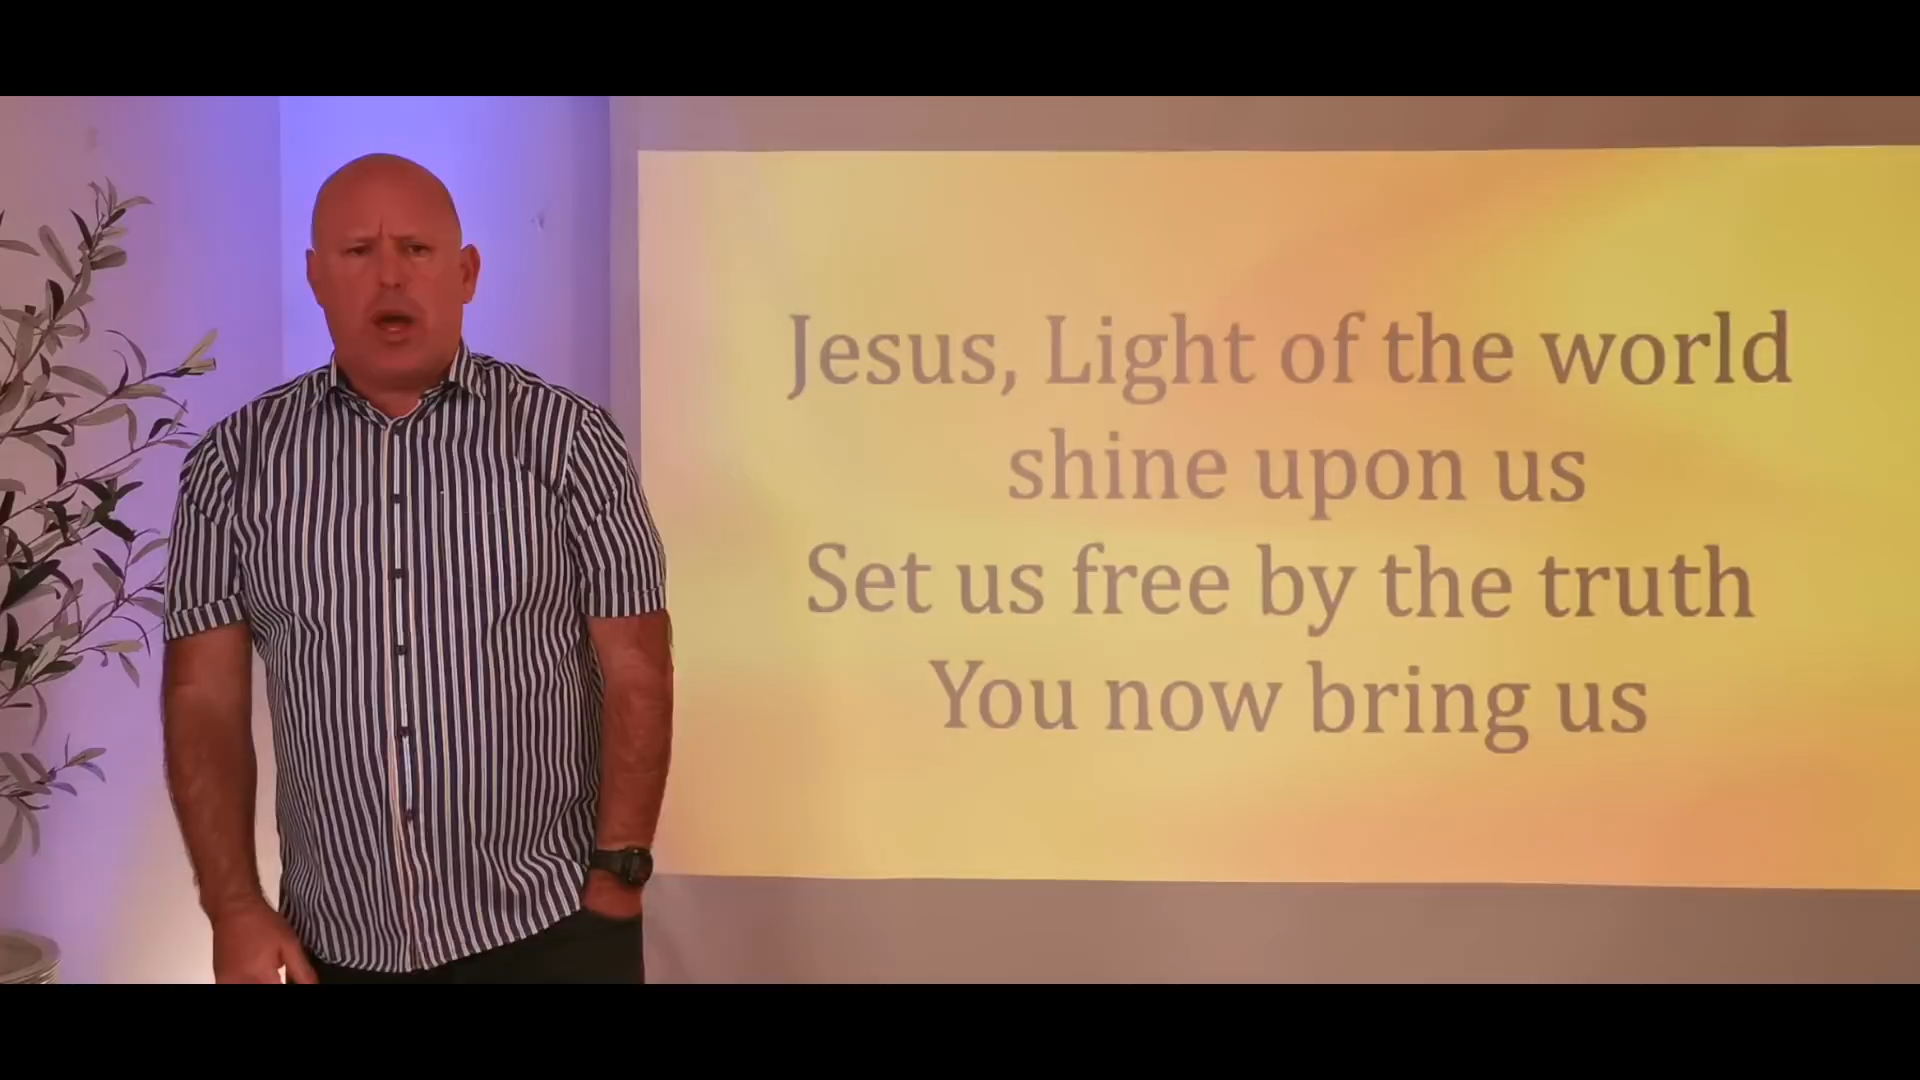 Jesus, Light of the world
shine upon us
Set us free by the truth
You now bring us